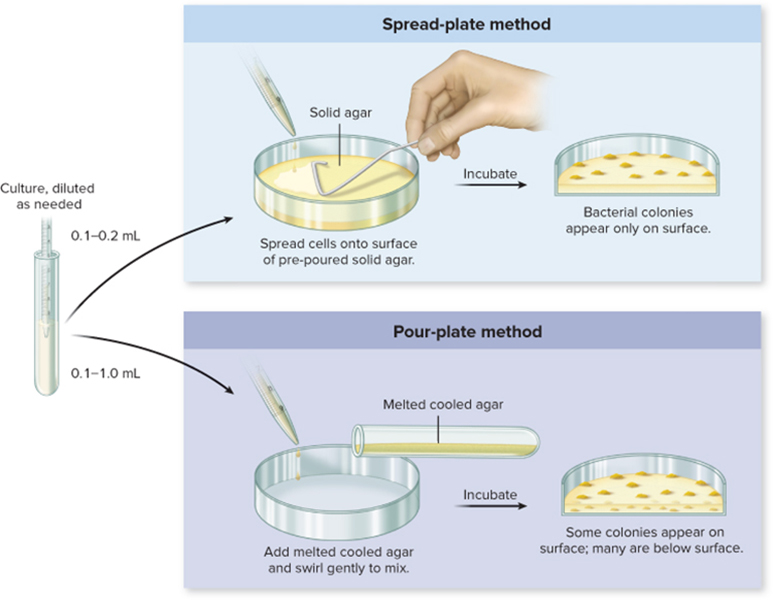 Spread-plate method
Solid agar
Culture, diluted
as needed
0.1–0.2 mL
Incubate
Spread cells onto surface
of pre-poured solid agar.
Bacterial colonies
appear only on surface.
Pour-plate method
0.1–1.0 mL
Melted cooled agar
Incubate
Add melted cooled agar
and swirl gently to mix.
Some colonies appear on
surface; many are below surface.